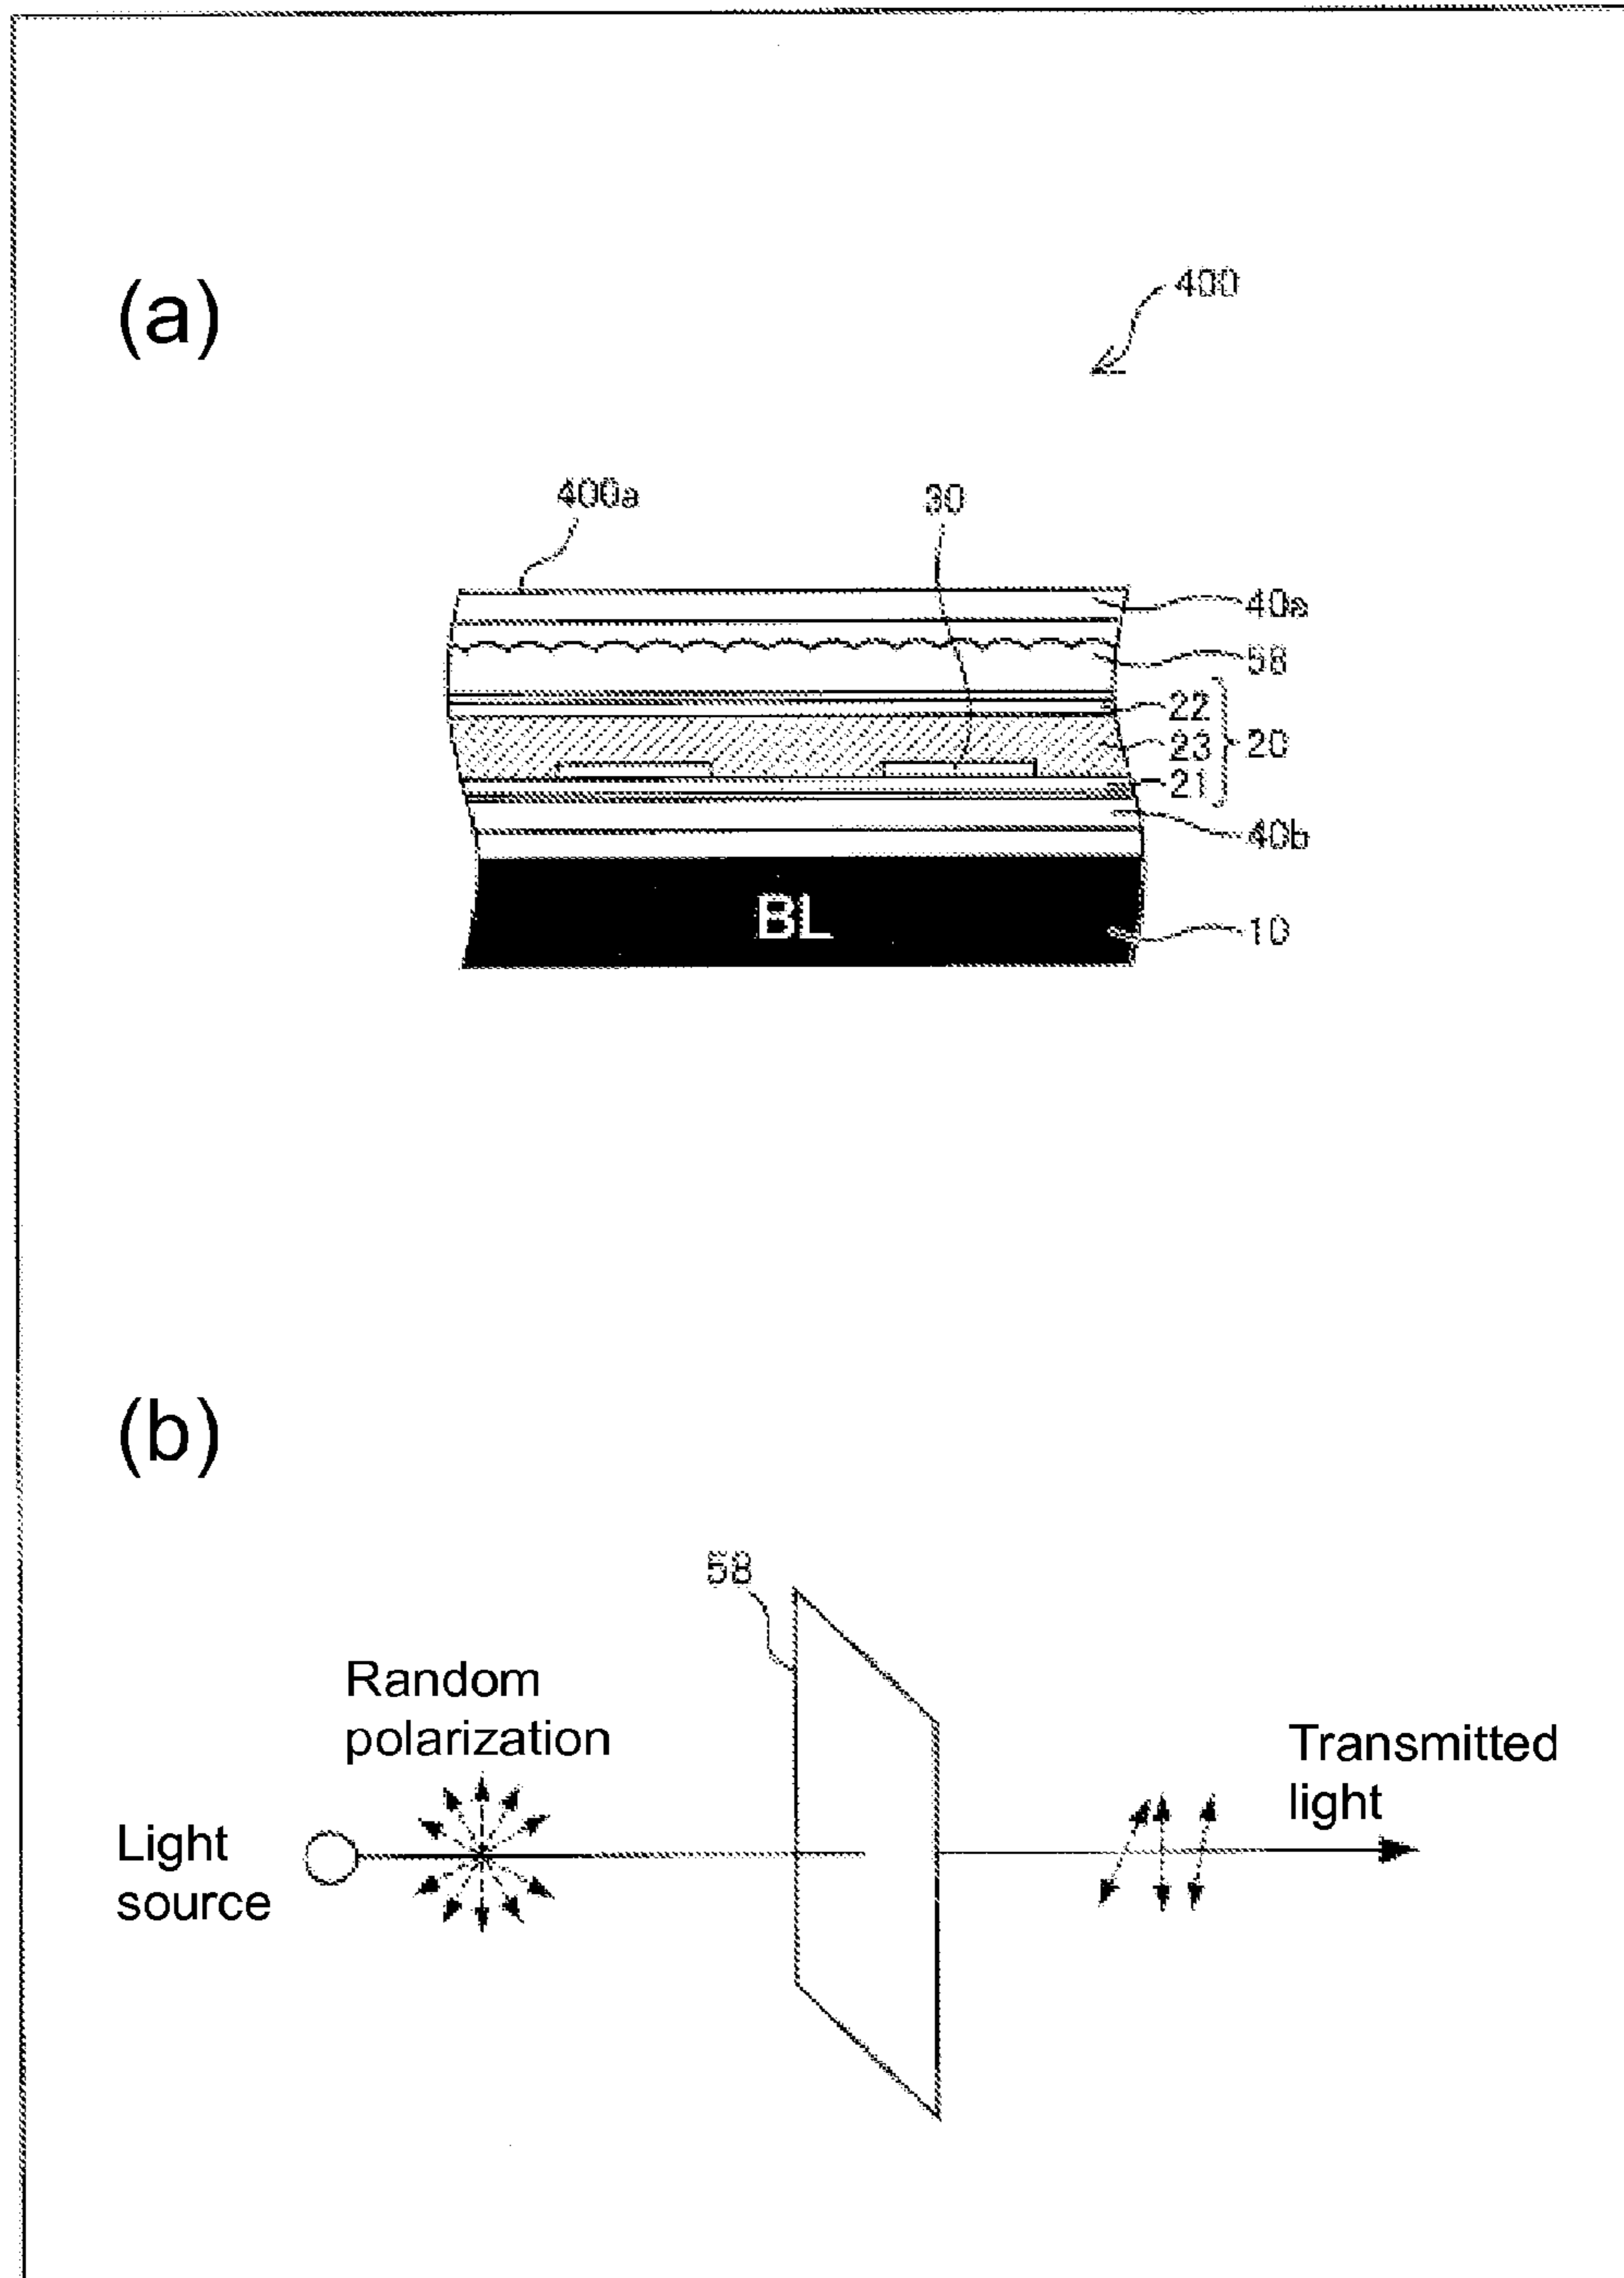 (a)
400
400a
30
40a
58
22
23
20
21
40b
BL
10
(b)
58
Random
polarization
Light
source
Transmitted
light